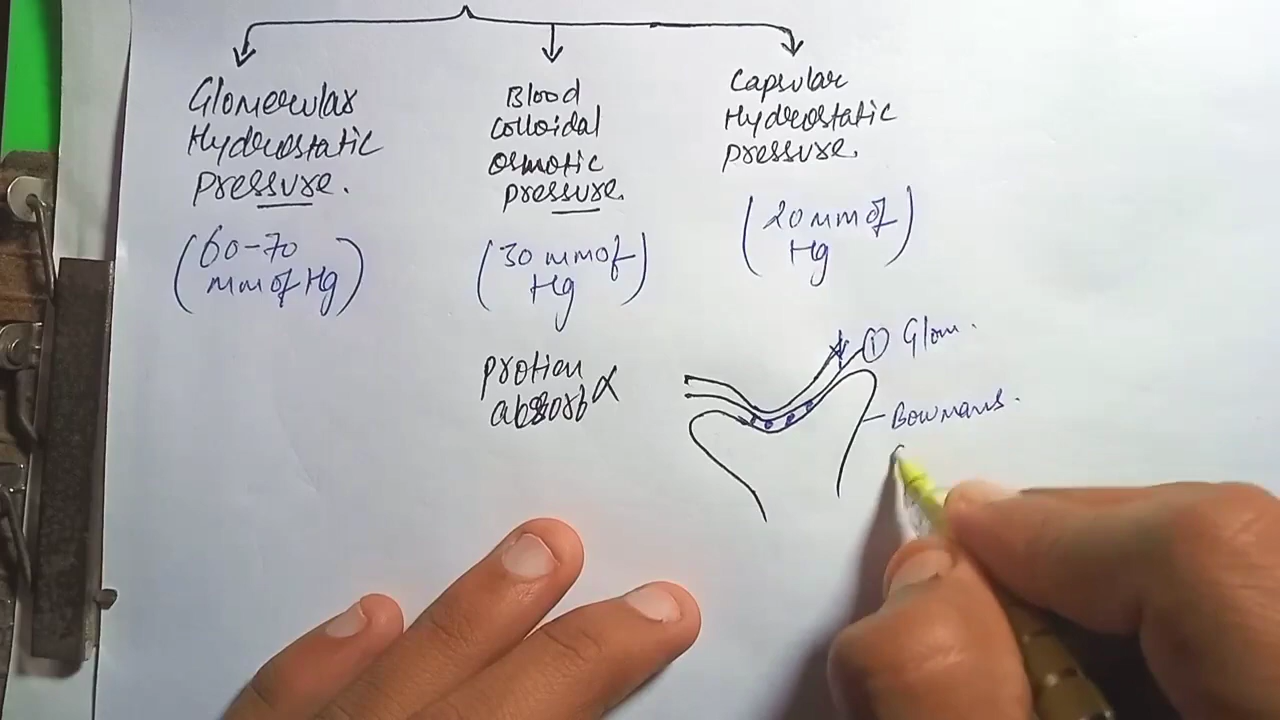 Glomerular
Hydrostatic
pressure.
(60-70
mm of Hg)
Blood
Colloidal
Osmotic
pressure.
(30 mm of
Hg)
Protien
absorb α
Capsular
Hydrostatic
pressure.
(20 mm of
Hg)
① Glom.
Bowmans.